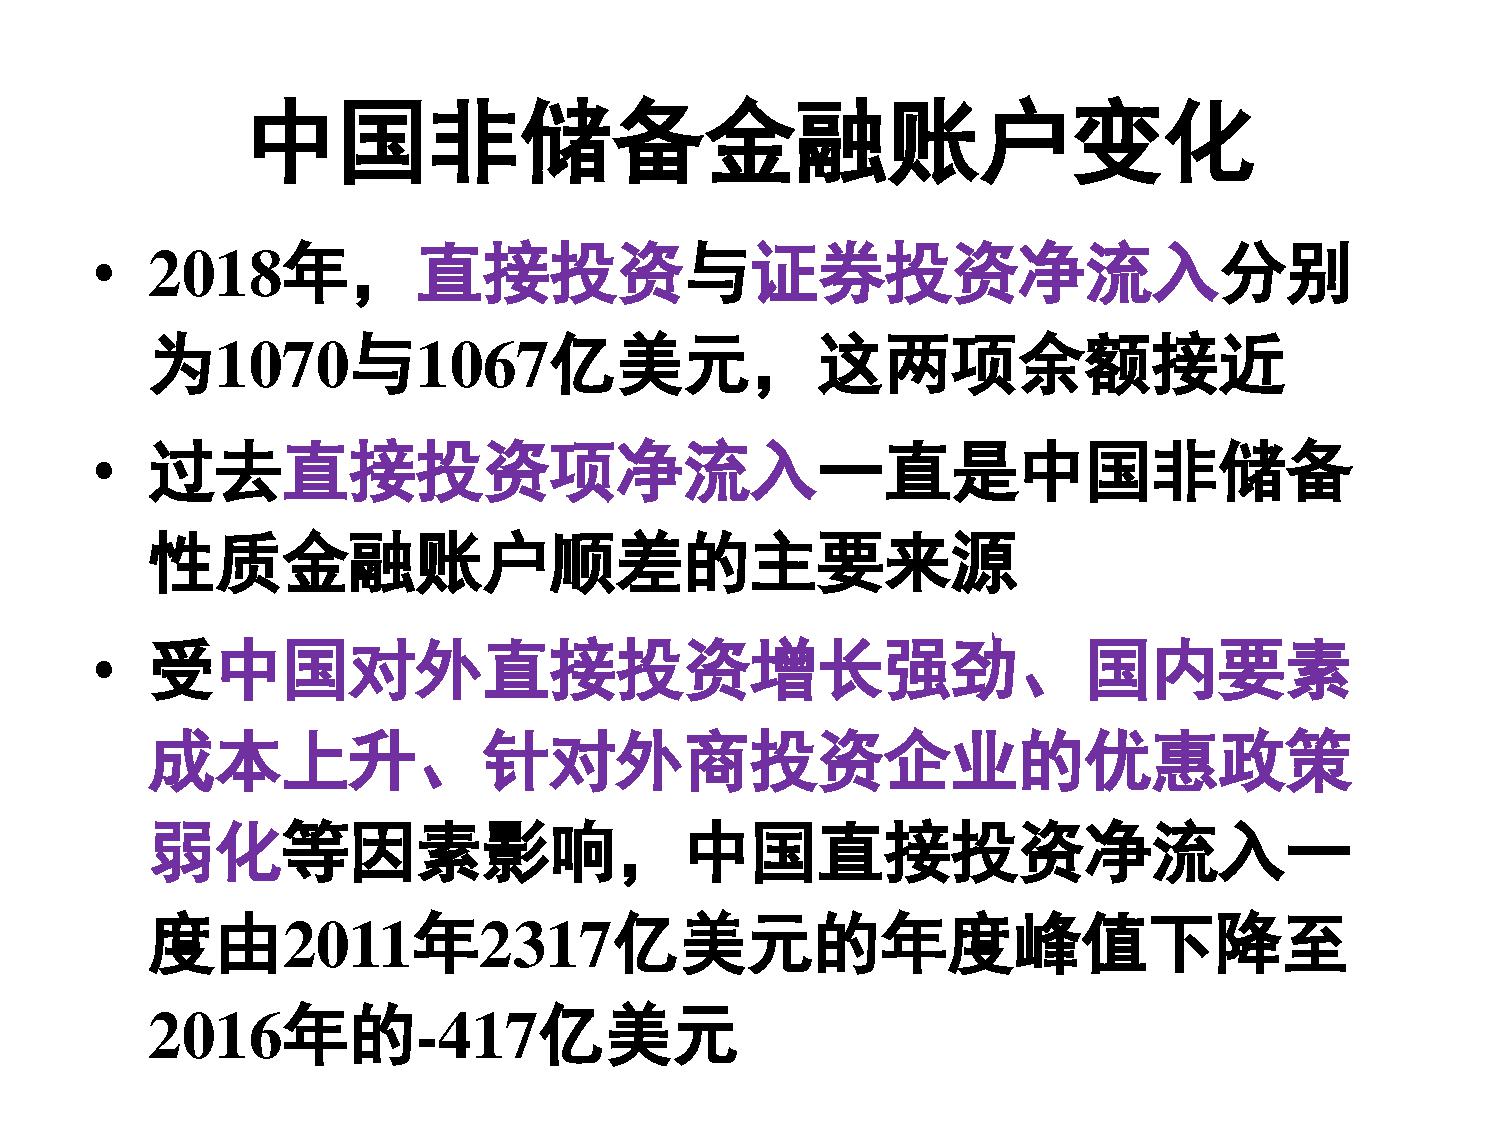 中国非储备金融账户变化
• 2018年，直接投资与证券投资净流入分别
为1070与1067亿美元，这两项余额接近
• 过去直接投资项净流入一直是中国非储备
性质金融账户顺差的主要来源
• 受中国对外直接投资增长强劲、国内要素
成本上升、针对外商投资企业的优惠政策
弱化等因素影响，中国直接投资净流入一
度由2011年2317亿美元的年度峰值下降至
2016年的-417亿美元